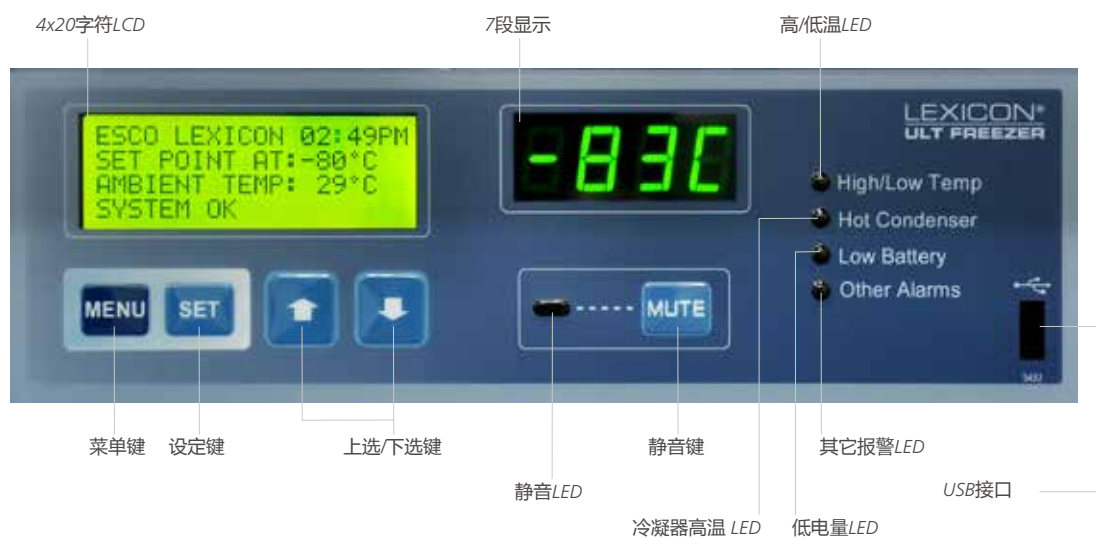 4x20字符LCD
7段显示
高/低温LED
ESCO LEXICON 02:49PM
SET POINT AT:-80°C
AMBIENT TEMP: 29°C
SYSTEM OK
-83C
LEXICON®
ULT FREEZER
High/Low Temp
Hot Condenser
Low Battery
Other Alarms
MENU
SET
MUTE
菜单键
设定键
上选/下选键
静音键
其它报警LED
静音LED
USB接口
冷凝器高温 LED
低电量LED